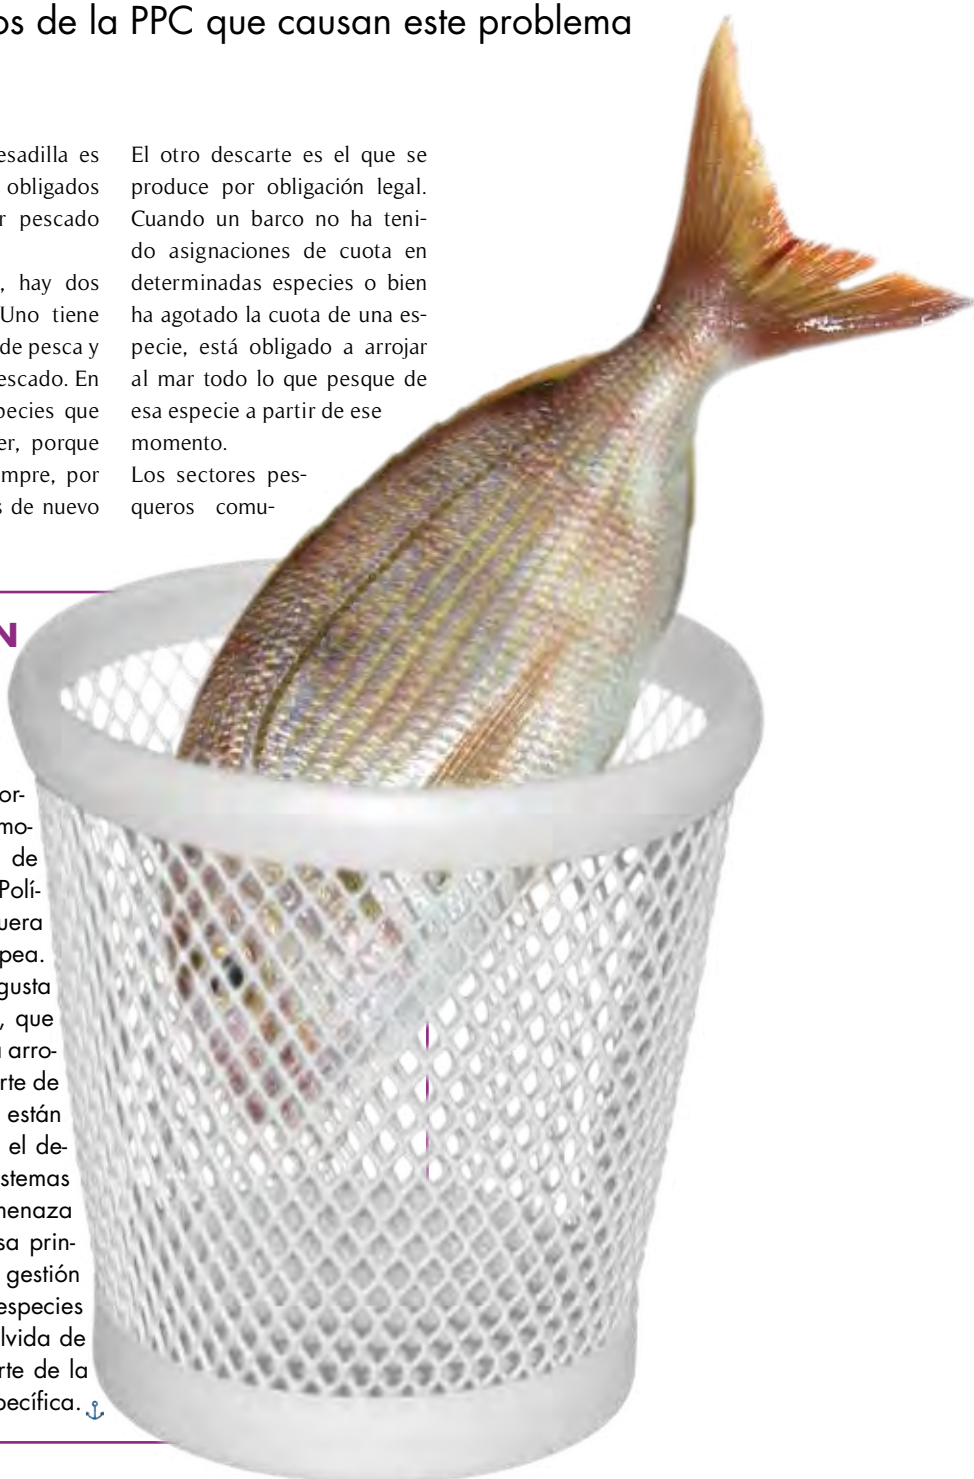 os de la PPC que causan este problema
esadilla es
obligados
r pescado
, hay dos
Uno tiene
de pesca y
escado. En
pecies que
er, porque
mpre, por
s de nuevo
El otro descarte es el que se
produce por obligación legal.
Cuando un barco no ha teni-
do asignaciones de cuota en
determinadas especies o bien
ha agotado la cuota de una es-
pecie, está obligado a arrojar
al mar todo lo que pesque de
esa especie a partir de ese
momento.
Los sectores pes-
queros comu-
N
or-
mo-
de
Polí-
uera
pea.
gusta
, que
a arro-
rte de
están
el de-
stemas
nenaza
sa prin-
gestión
especies
lvida de
rte de la
pecífica.